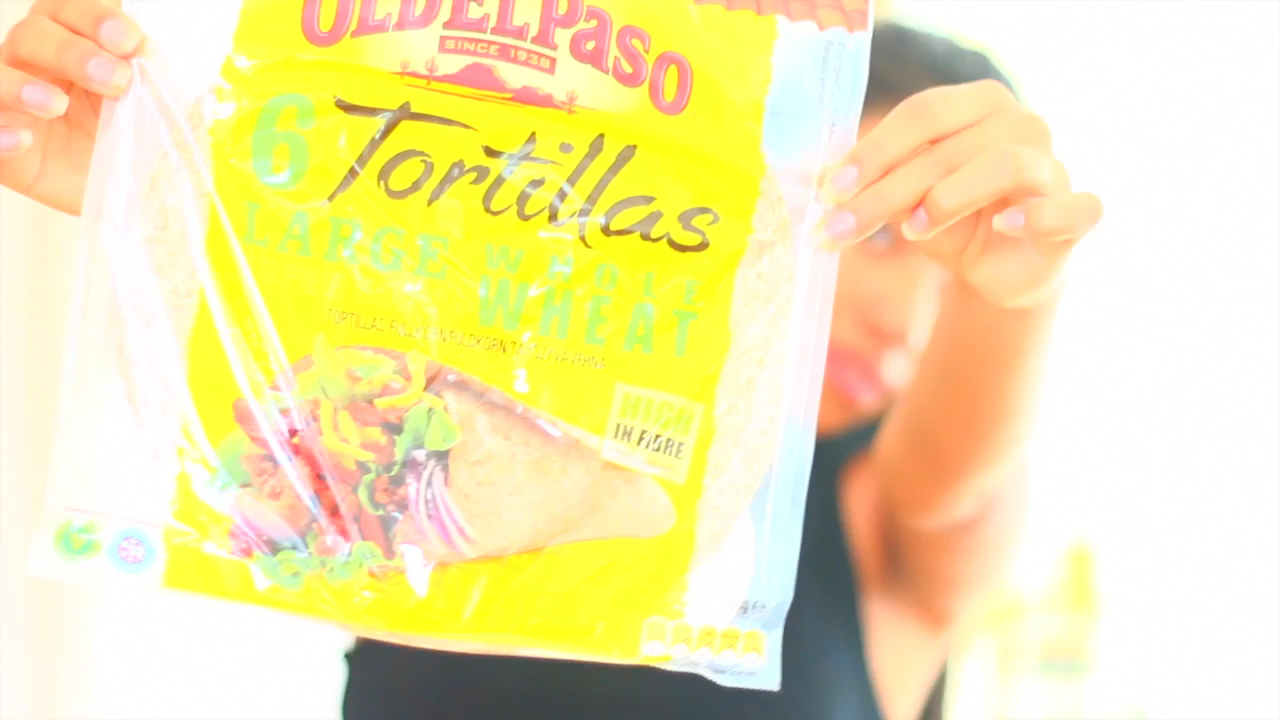 OLD EL PASO
SINCE 1938
6 Tortillas
LARGE WHOLE
WHEAT
HIGH
IN FIBRE